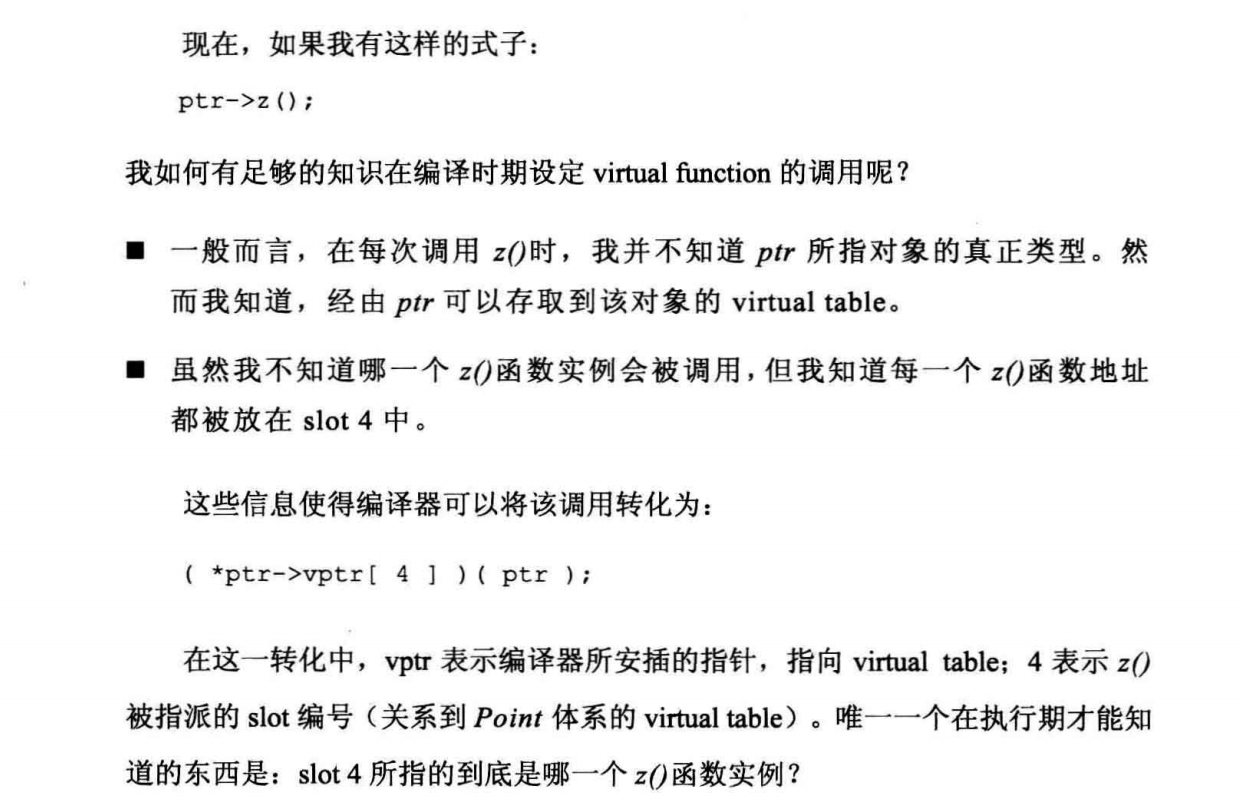 现在，如果我有这样的式子：
ptr->z();
我如何有足够的知识在编译时期设定 virtual function 的调用呢？
■ 一般而言，在每次调用 z()时，我并不知道 ptr 所指对象的真正类型。然
而我知道，经由 ptr 可以存取到该对象的 virtual table。
■ 虽然我不知道哪一个 z()函数实例会被调用，但我知道每一个 z()函数地址
都被放在 slot 4 中。
这些信息使得编译器可以将该调用转化为：
( *ptr->vptr[ 4 ] )( ptr );
在这一转化中，vptr 表示编译器所安插的指针，指向 virtual table；4 表示 z()
被指派的 slot 编号（关系到 Point 体系的 virtual table）。唯一一个在执行期才能知
道的东西是：slot 4 所指的到底是哪一个 z()函数实例？